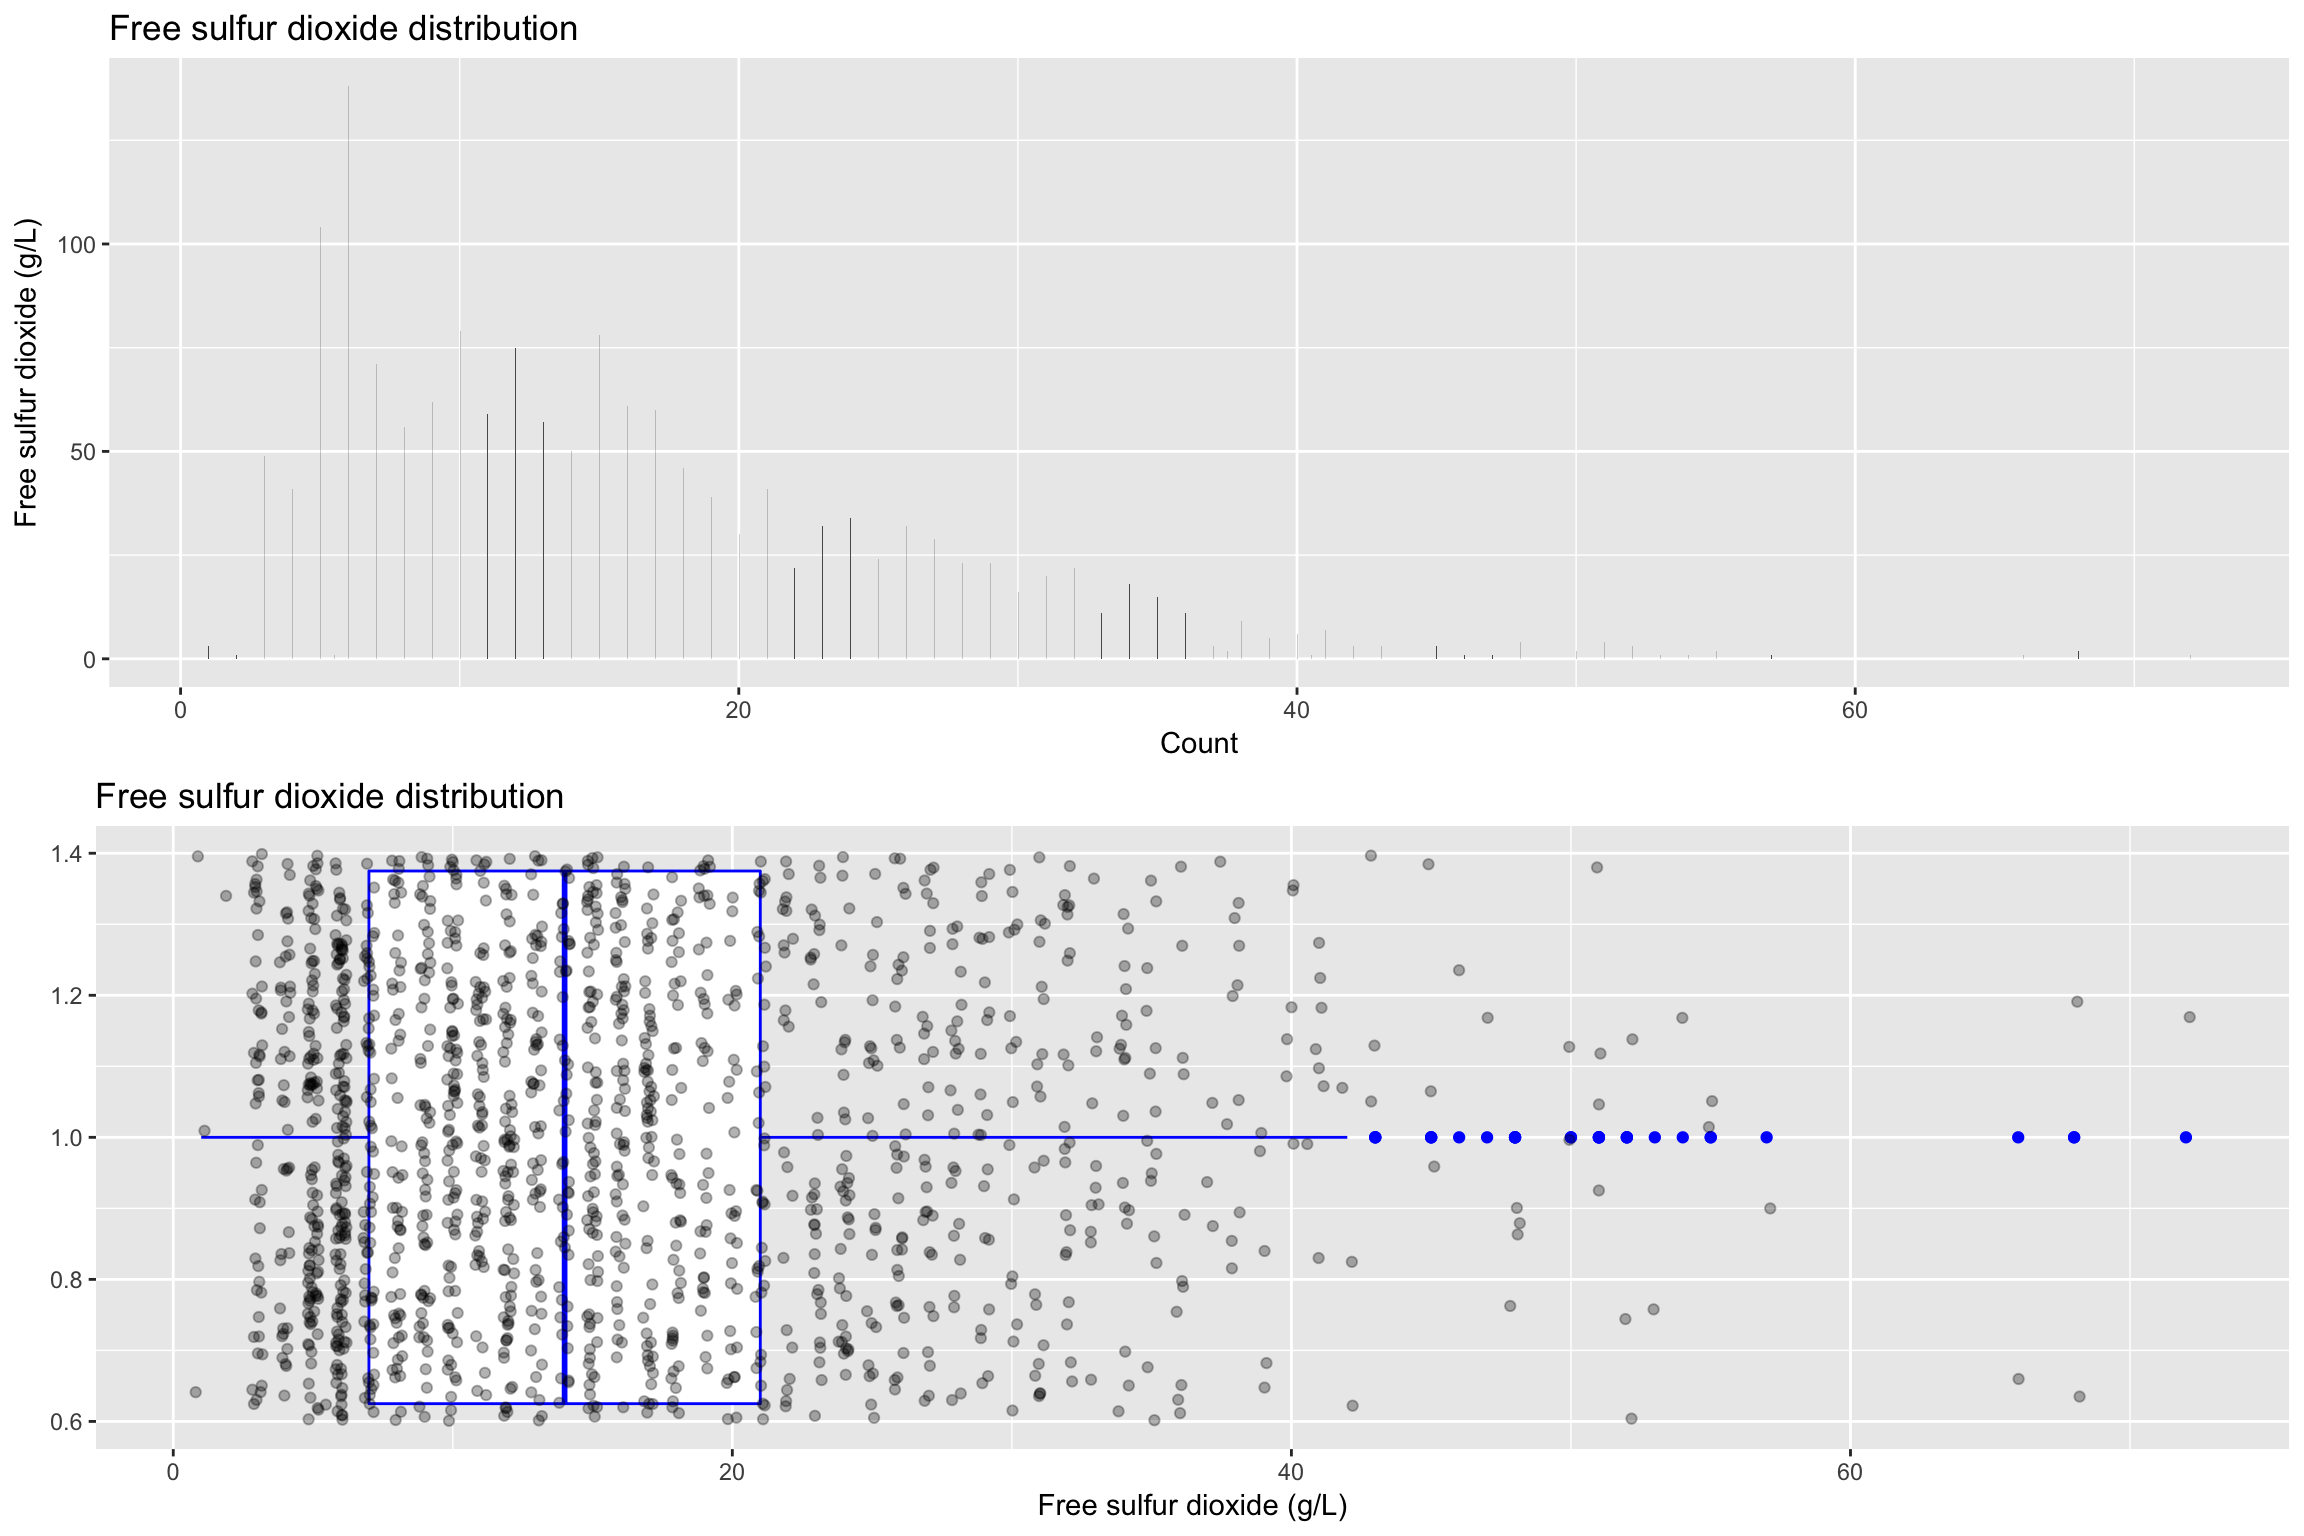 Free sulfur dioxide distribution
Free sulfur dioxide (g/L)
100
50
0
0 20 40 60
Count
Free sulfur dioxide distribution
1.4
1.2
1.0
0.8
0.6
0 20 40 60
Free sulfur dioxide (g/L)